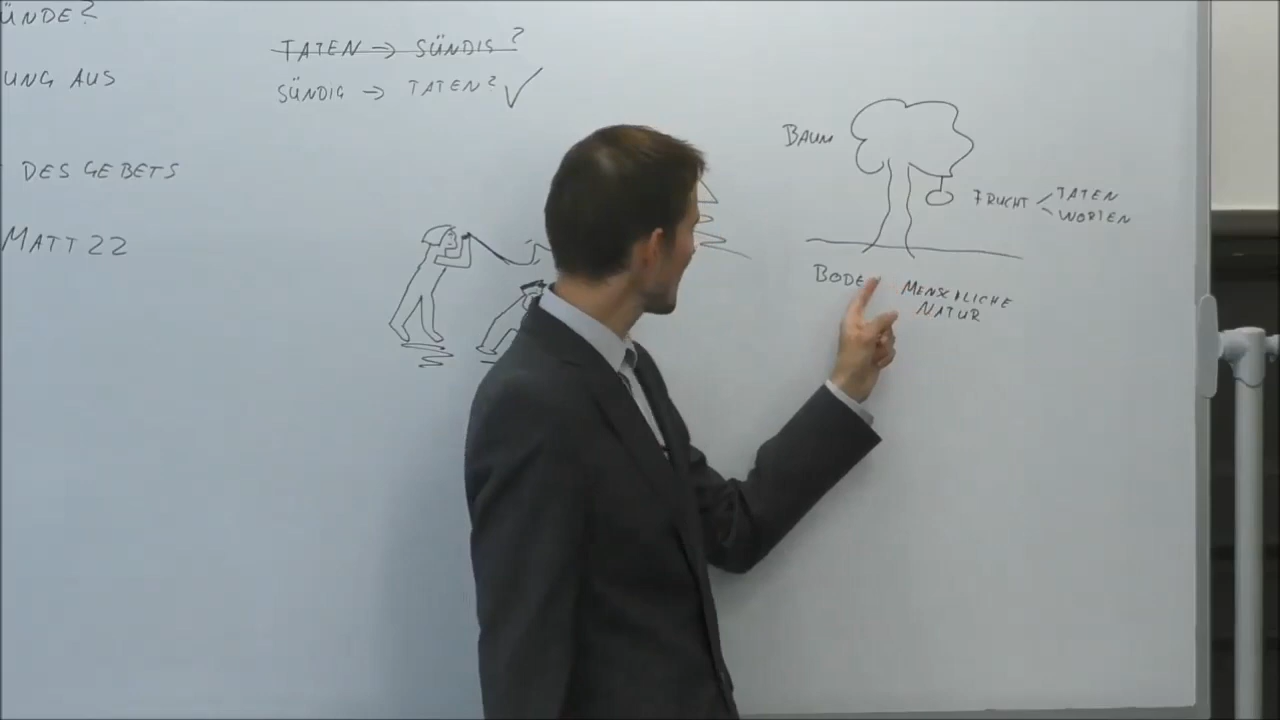 ÜNDE?
UNG AUS
DES GEBETS
MATT 22
TATEN → SÜNDIG?
SÜNDIG → TATEN? ✓
BAUM
FRUCHT
TATEN
WORTEN
BODE
MENSCHLICHE
NATUR